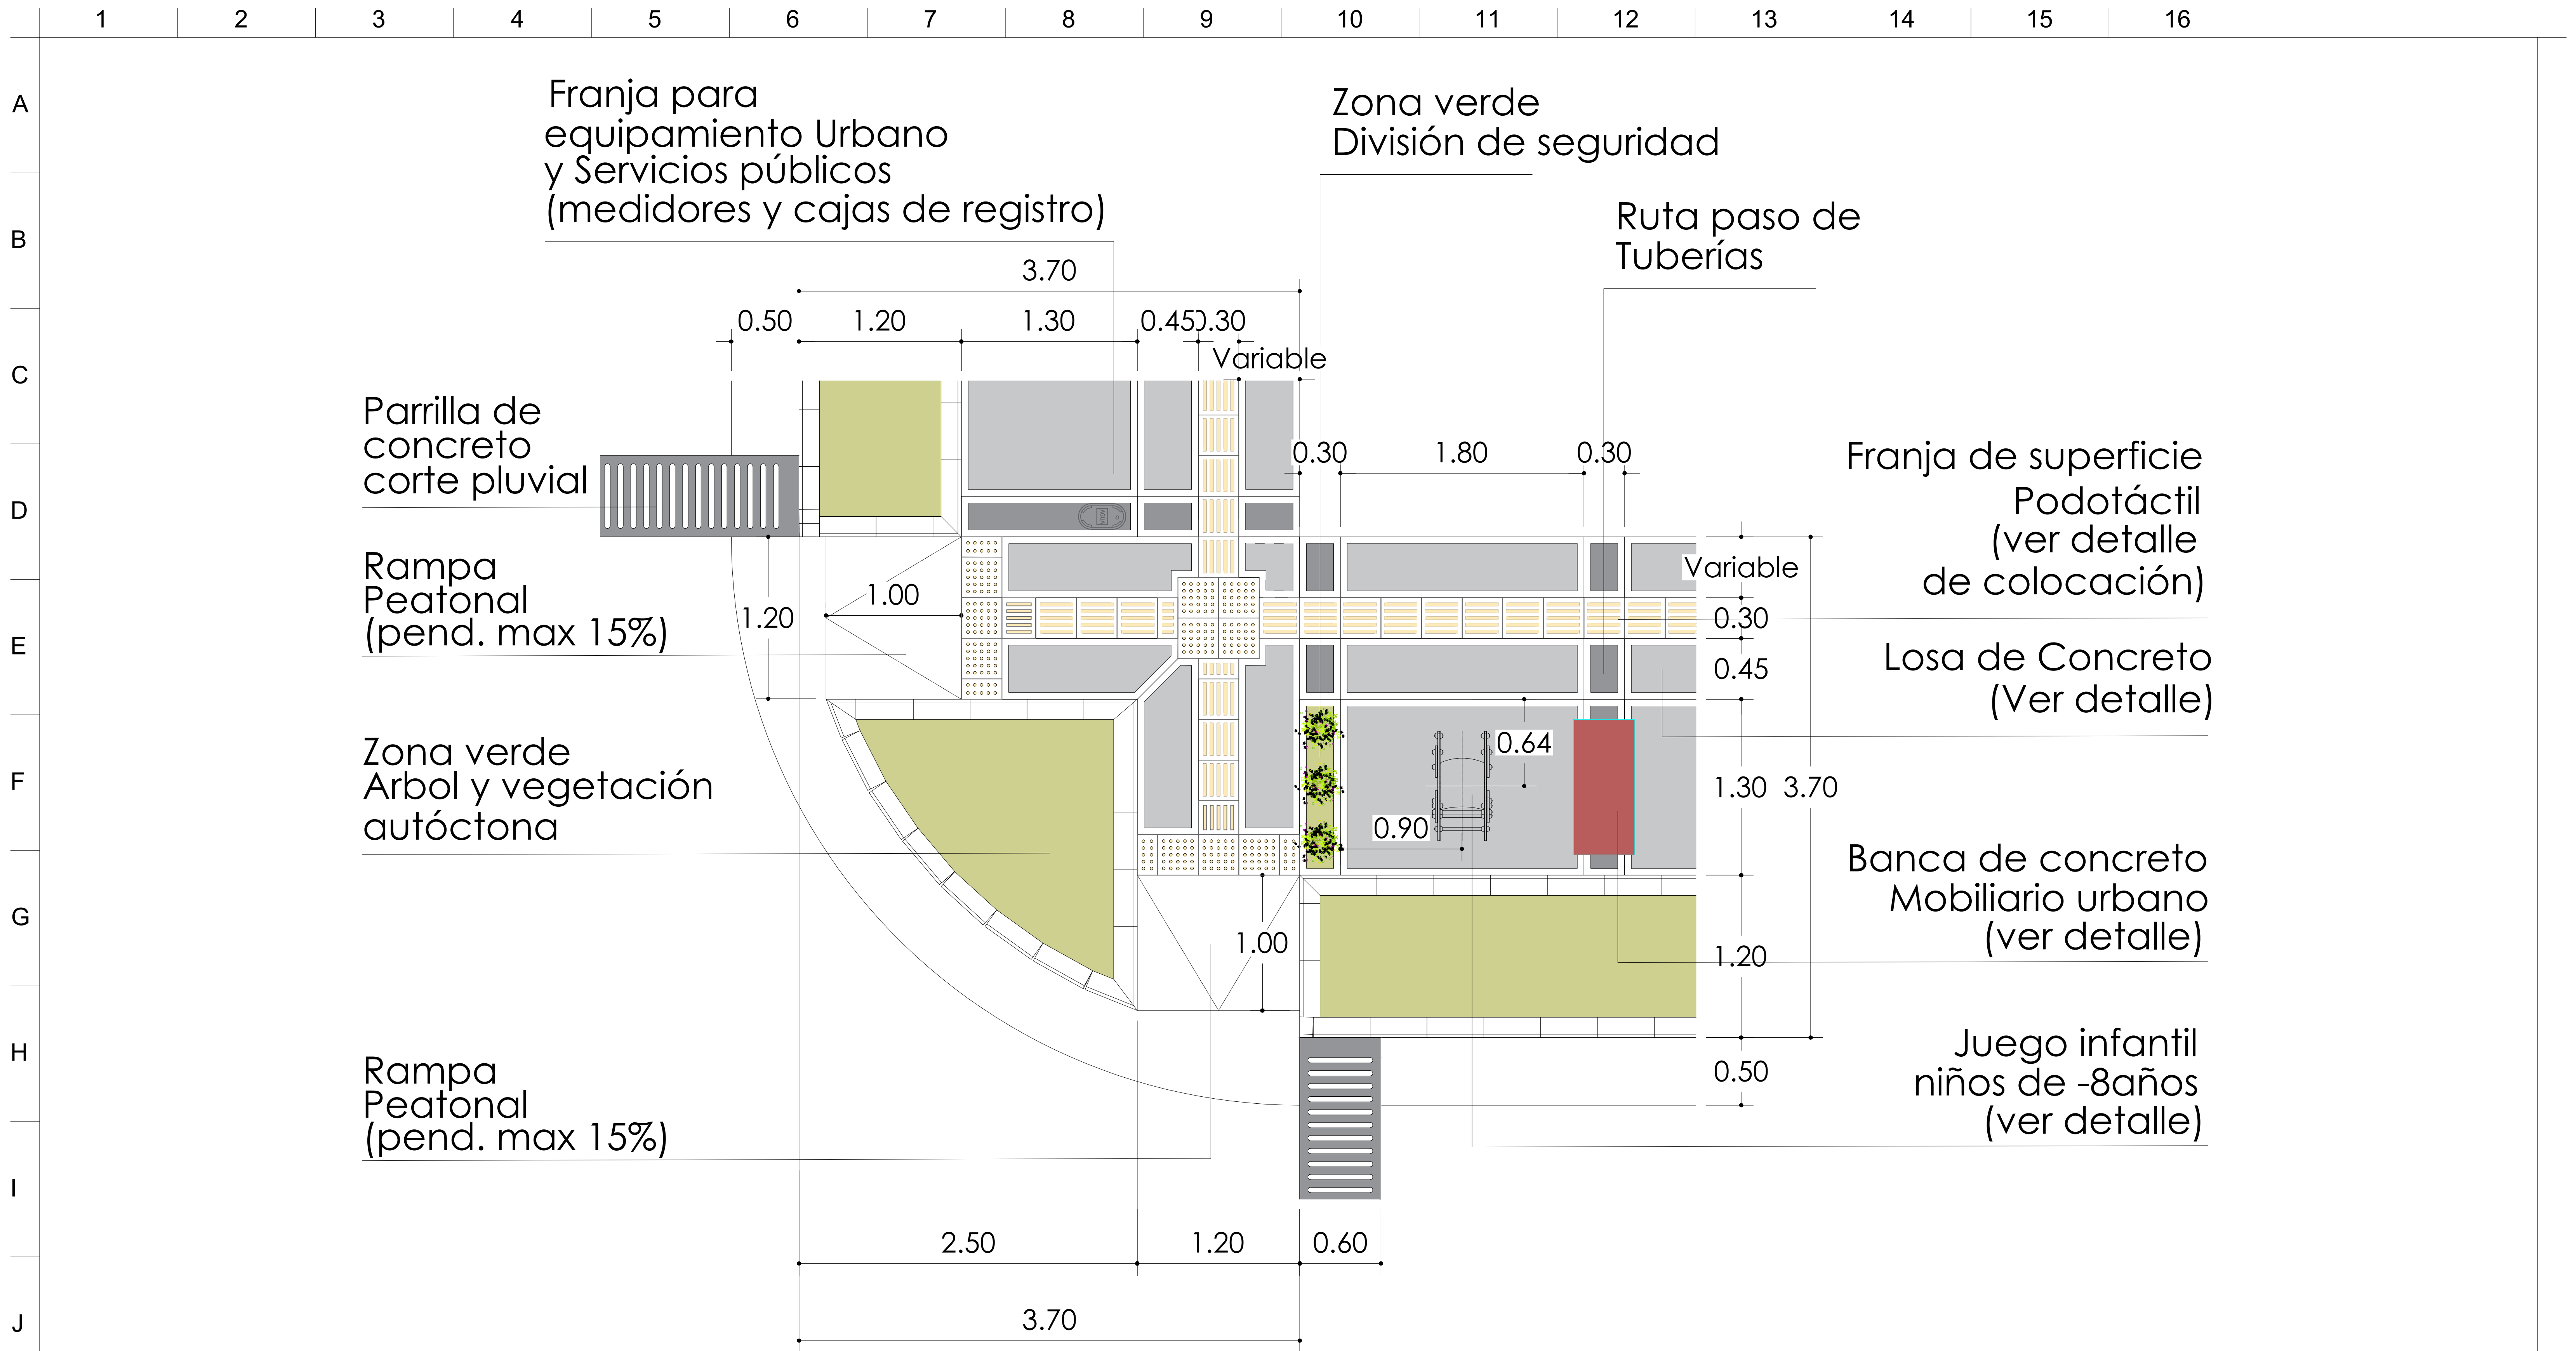 1 2 3 4 5 6 7 8 9 10 11 12 13 14 15 16
A
B
C
D
E
F
G
H
I
J
Franja para
equipamiento Urbano
y Servicios públicos
(medidores y cajas de registro)
Zona verde
División de seguridad
Ruta paso de
Tuberías
3.70
0.50 1.20 1.30 0.45 0.30
Variable
Parrilla de
concreto
corte pluvial
0.30 1.80 0.30
Franja de superficie
Podotáctil
(ver detalle
de colocación)
Rampa
Peatonal
(pend. max 15%)
1.20
1.00
Variable
0.30
0.45
Losa de Concreto
(Ver detalle)
Zona verde
Arbol y vegetación
autóctona
0.64
0.90
1.30 3.70
Banca de concreto
Mobiliario urbano
(ver detalle)
1.00
1.20
Rampa
Peatonal
(pend. max 15%)
0.50
Juego infantil
niños de -8años
(ver detalle)
2.50 1.20 0.60
3.70